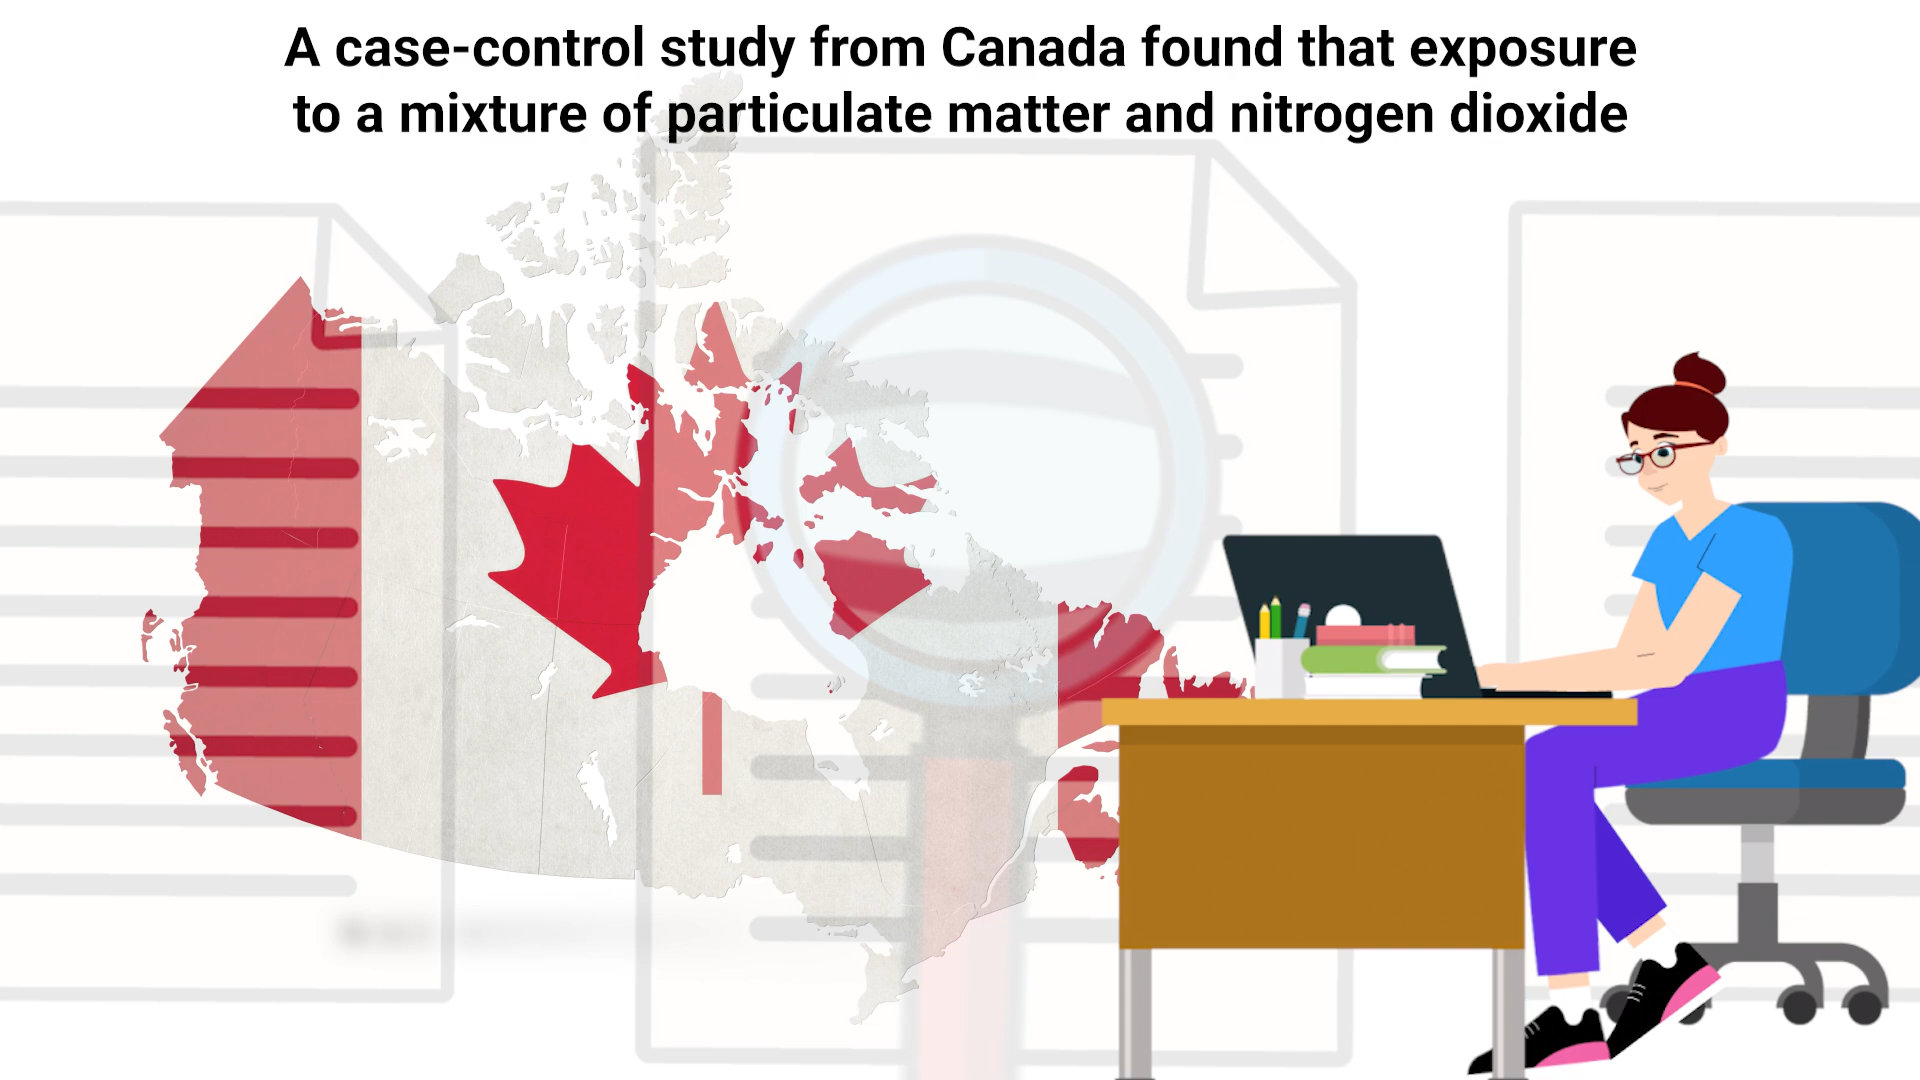 A case-control study from Canada found that exposure
to a mixture of particulate matter and nitrogen dioxide